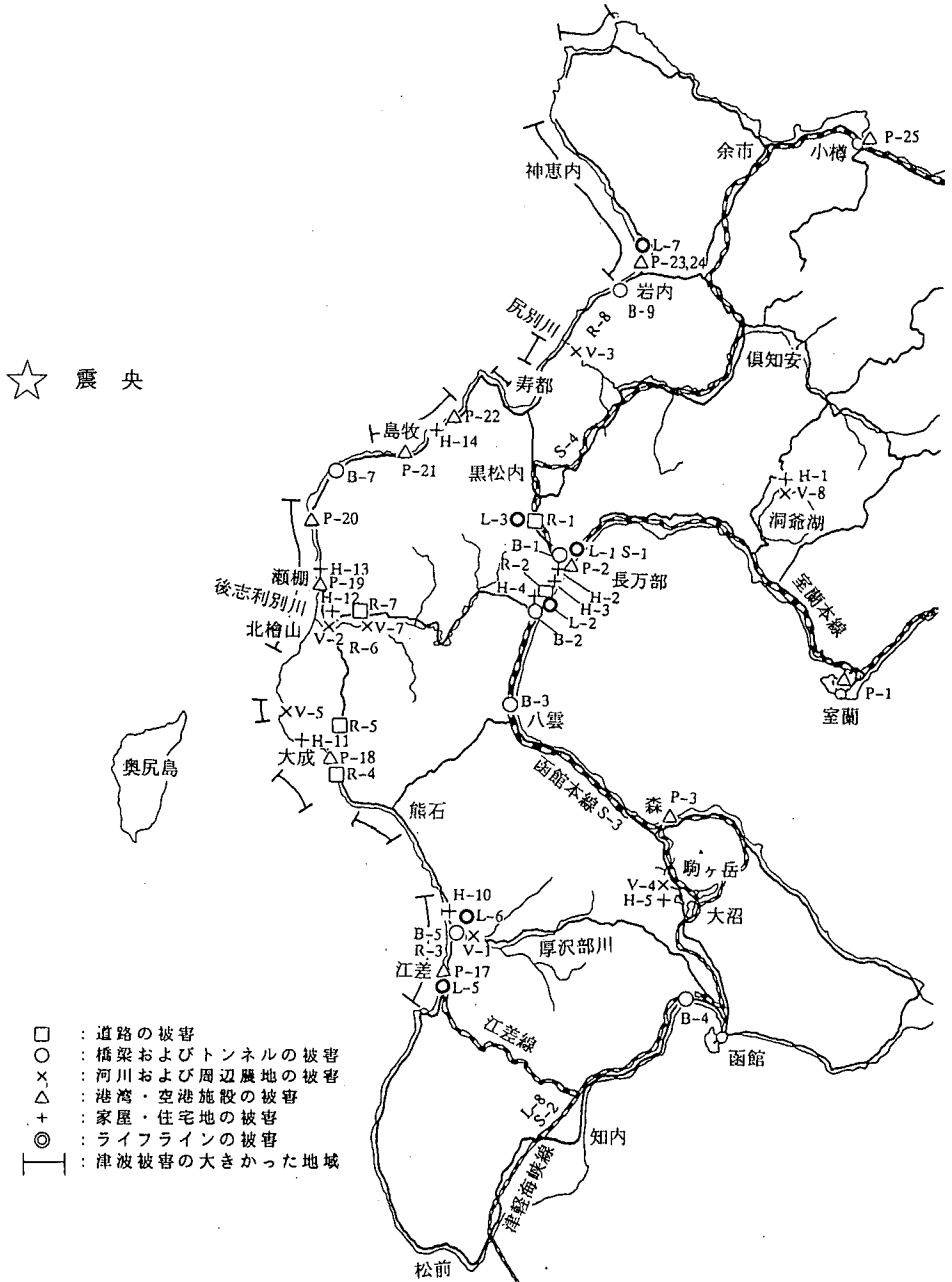 余市
小樽
P-25
神恵内
L-7
P-23,24
岩内
B-9
尻別川
R-8
V-3
倶知安
震央
寿都
島牧
P-22
H-14
P-21
黒松内
S-4
B-7
H-1
V-8
洞爺湖
P-20
L-3
R-1
B-1
L-1 S-1
P-2
長万部
R-2
H-4
H-2
H-3
L-2
B-2
室蘭本線
瀬棚
H-13
P-19
後志利別川
H-12
R-7
北檜山
V-2
V-7
R-6
P-1
室蘭
B-3
八雲
V-5
R-5
大成
H-11
P-18
R-4
奥尻島
函館本線 S-3
熊石
森
P-3
駒ヶ岳
V-4
H-5
大沼
H-10
L-6
B-5
R-3
V-1
厚沢部川
江差
P-17
L-5
B-4
函館
江差線
L-8
S-2
知内
津軽海峡線
松前
□ : 道路の被害
○ : 橋梁およびトンネルの被害
× : 河川および周辺農地の被害
△ : 港湾・空港施設の被害
+ : 家屋・住宅地の被害
◎ : ライフラインの被害
: 津波被害の大きかった地域